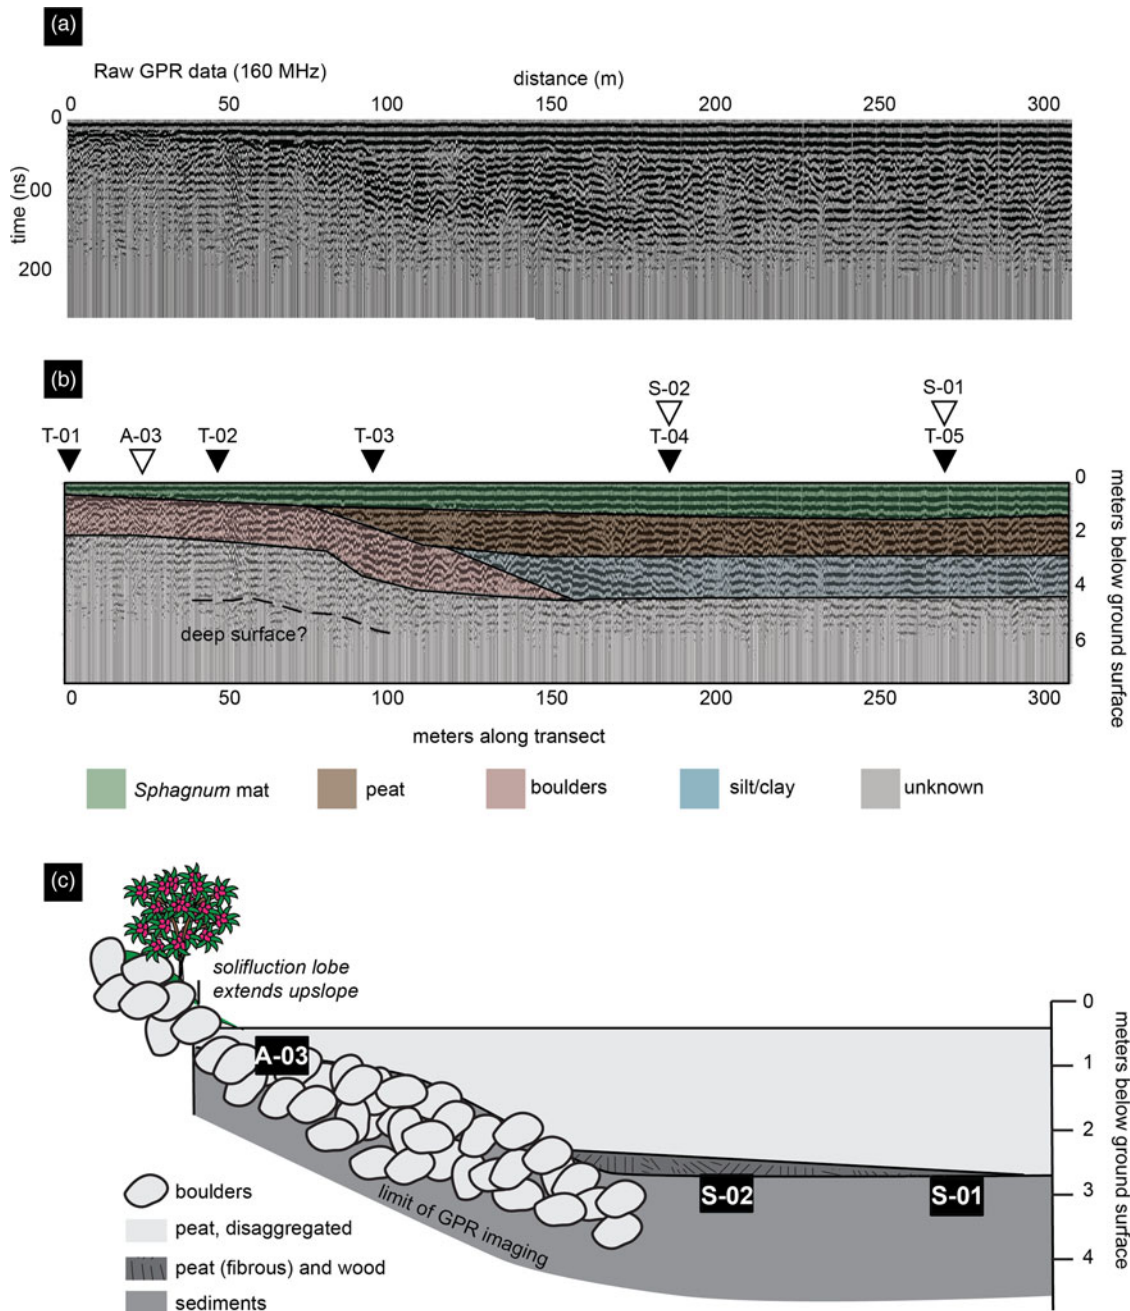 (a)
Raw GPR data (160 MHz)
distance (m)
0 50 100 150 200 250 300
0
00
200
time (ns)
(b)
S-02 S-01
T-01 A-03 T-02 T-03 T-04 T-05
0
2
4
6
meters below ground surface
deep surface?
0 50 100 150 200 250 300
meters along transect
Sphagnum mat peat boulders silt/clay unknown
(c)
solifluction lobe
extends upslope
A-03
S-02
S-01
limit of GPR imaging
0
1
2
3
4
meters below ground surface
boulders
peat, disaggregated
peat (fibrous) and wood
sediments